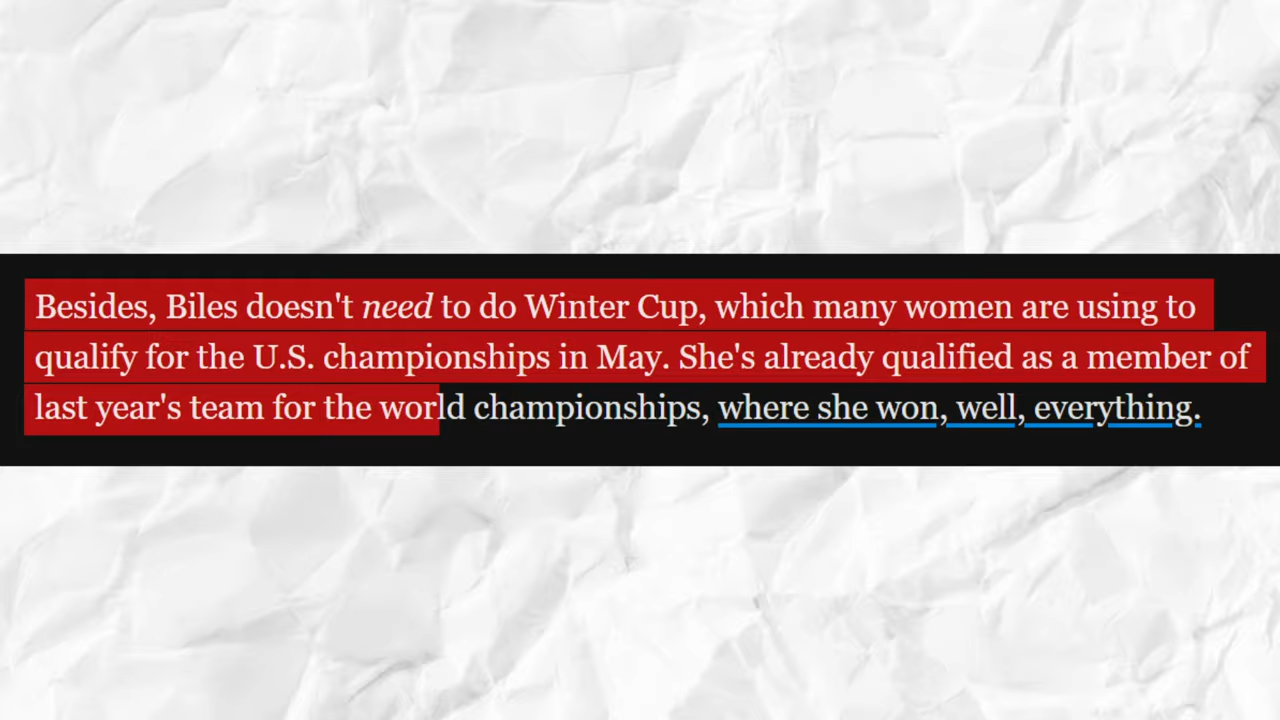 Besides, Biles doesn't need to do Winter Cup, which many women are using to
qualify for the U.S. championships in May. She's already qualified as a member of
last year's team for the world championships, where she won, well, everything.